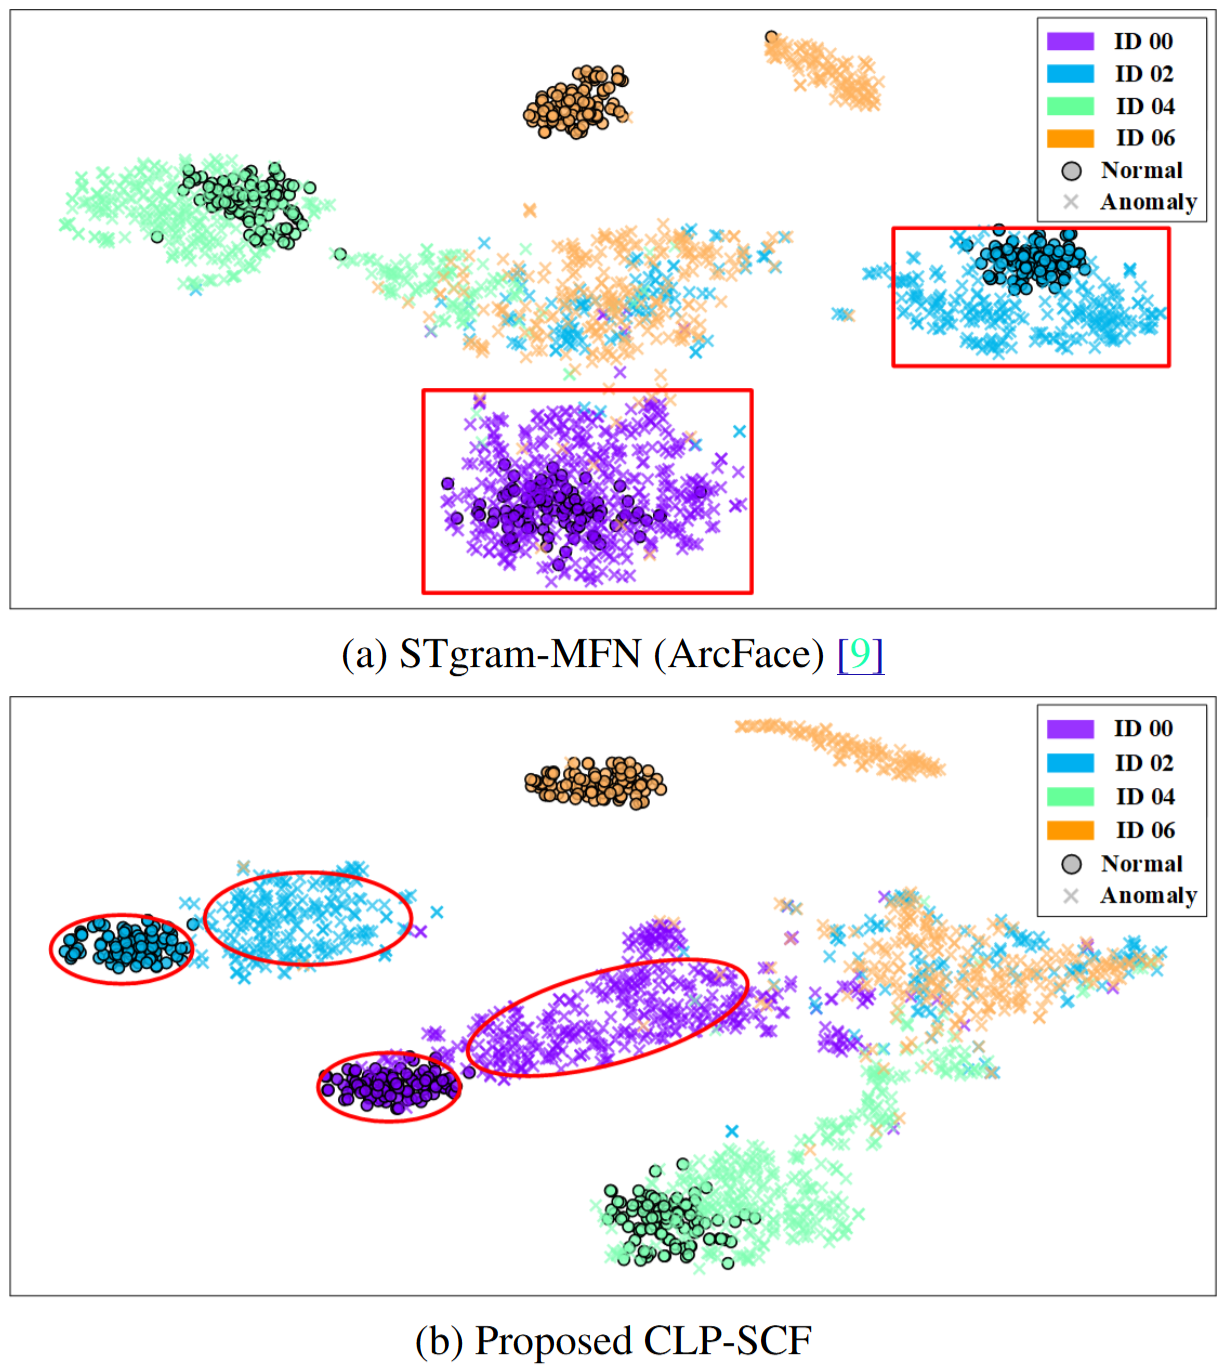 ID 00
ID 02
ID 04
ID 06
Normal
Anomaly
(a) STgram-MFN (ArcFace) [9]
ID 00
ID 02
ID 04
ID 06
Normal
Anomaly
(b) Proposed CLP-SCF